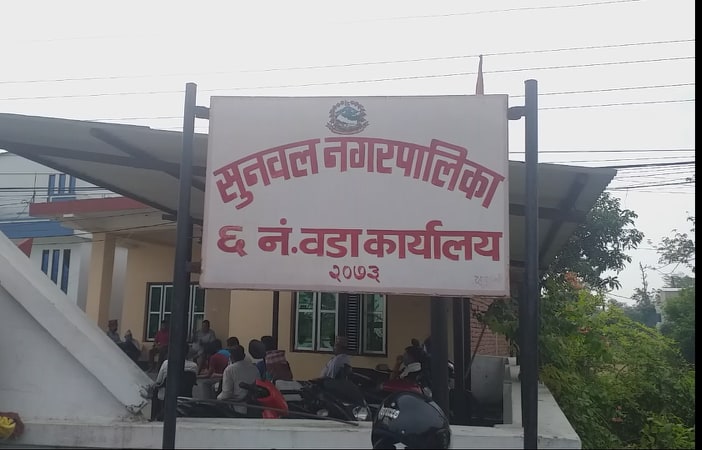 सुनवल नगरपालिका
६ नं. वडा कार्यालय
२०७३